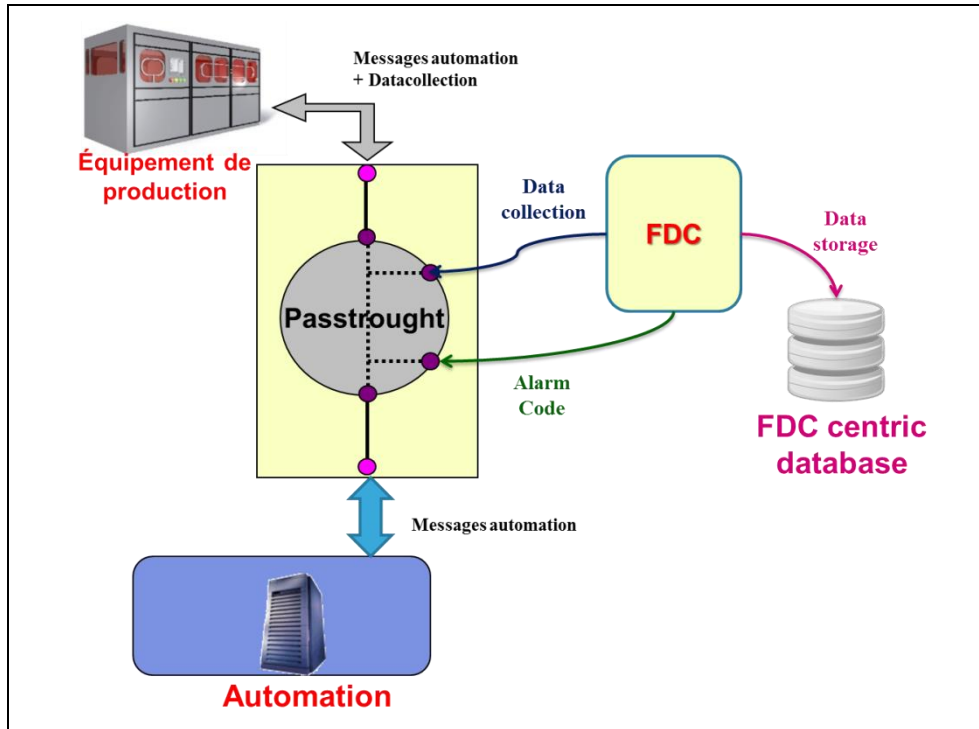 Messages automation
+ Datacollection
Équipement de
production
Data
collection
FDC
Data
storage
Passtrought
Alarm
Code
FDC centric
database
Messages automation
Automation